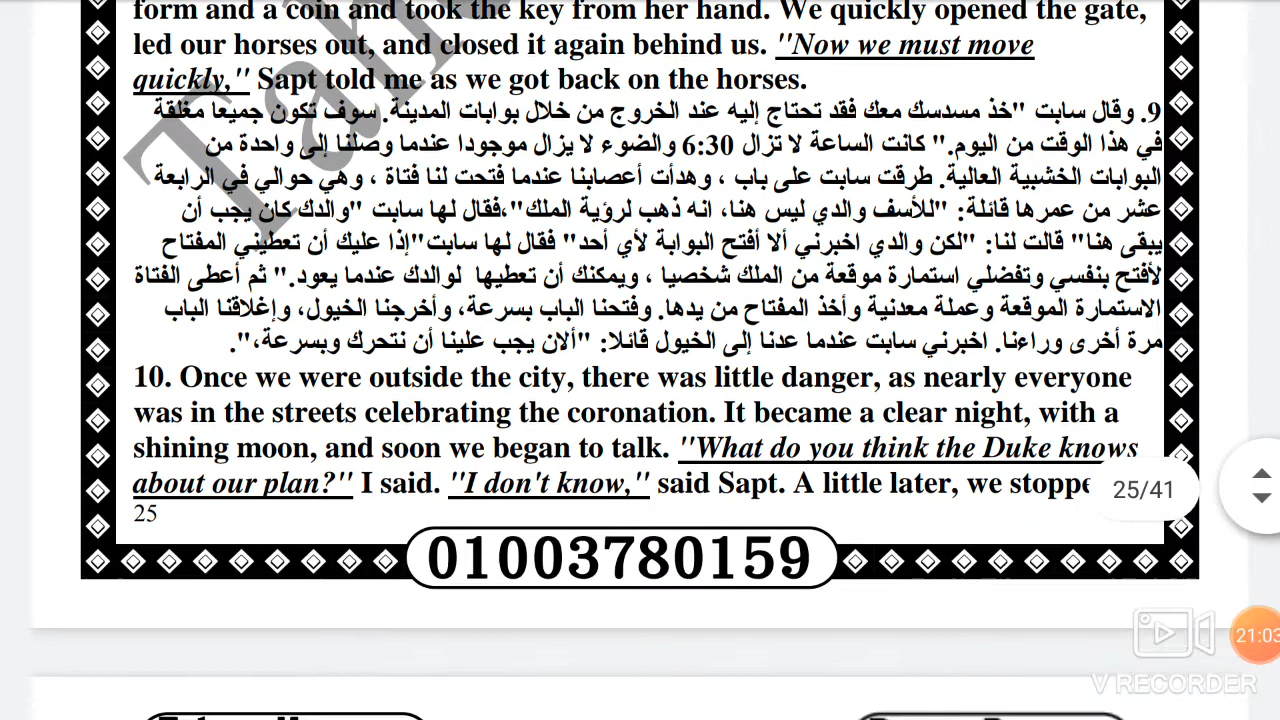 form and a coin and took the key from her hand. We quickly opened the gate,
led our horses out, and closed it again behind us. "Now we must move
quickly," Sapt told me as we got back on the horses.
9. وقال سابت "خذ مسدسك معك فقد تحتاج إليه عند الخروج من خلال بوابات المدينة. سوف تكون جميعا مغلقة
في هذا الوقت من اليوم." كانت الساعة لا تزال 6:30 والضوء لا يزال موجودا عندما وصلنا إلى واحدة من
البوابات الخشبية العالية. طرقت سابت على باب ، وهدأت أعصابنا عندما فتحت لنا فتاة ، وهي حوالي في الرابعة
عشر من عمرها قائلة: "للأسف والدي ليس هنا، انه ذهب لر�ية الملك"،فقال لها سابت "والدك كان يجب أن
يبقى هنا" قالت لنا: "لكن والدي اخبرني ألا أفتح البوابة لأي أحد" فقال لها سابت"إذا عليك أن تعطيني المفتاح
لأفتح بنفسي وتفضلي استمارة موقعة من الملك شخصيا ، ويمكنك أن تعطيها لوالدك عندما يعود." ثم أعطى الفتاة
الاستمارة الموقعة وعملة معدنية وأخذ المفتاح من يدها. وفتحنا الباب بسرعة، وأخرجنا الخيول، وإغلاقنا الباب
مرة أخرى وراءنا. اخبرني سابت عندما عدنا إلى الخيول قائلا: "ألان يجب علينا أن نتحرك وبسرعة،".
10. Once we were outside the city, there was little danger, as nearly everyone
was in the streets celebrating the coronation. It became a clear night, with a
shining moon, and soon we began to talk. "What do you think the Duke knows
about our plan?" I said. "I don't know," said Sapt. A little later, we stoppe
25/41
25
01003780159
21:03
V RECORDER